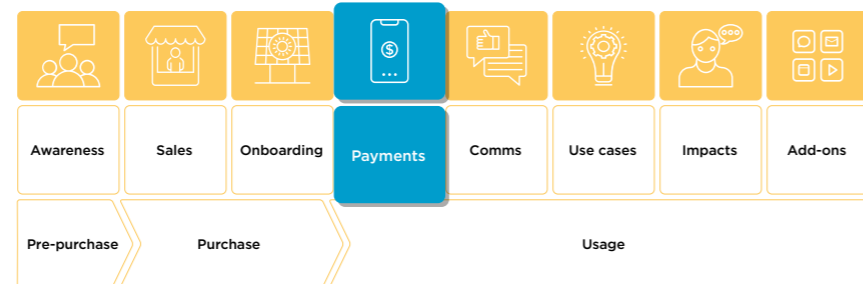 $
Awareness
Sales
Onboarding
Payments
Comms
Use cases
Impacts
Add-ons
Pre-purchase
Purchase
Usage